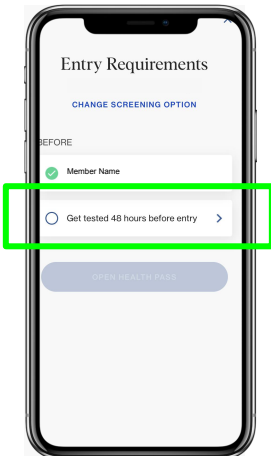 Entry Requirements
CHANGE SCREENING OPTION
BEFORE
Member Name
Get tested 48 hours before entry
OPEN HEALTH PASS